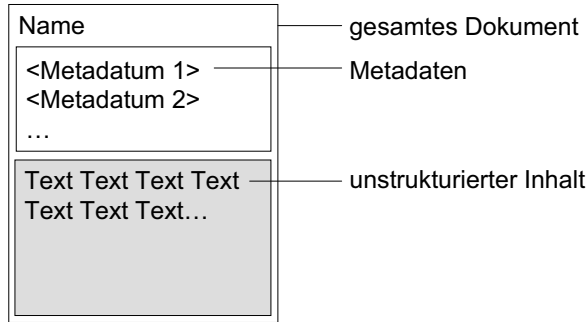 Name
gesamtes Dokument
<Metadatum 1>
Metadaten
<Metadatum 2>
…
Text Text Text Text
unstrukturierter Inhalt
Text Text Text…